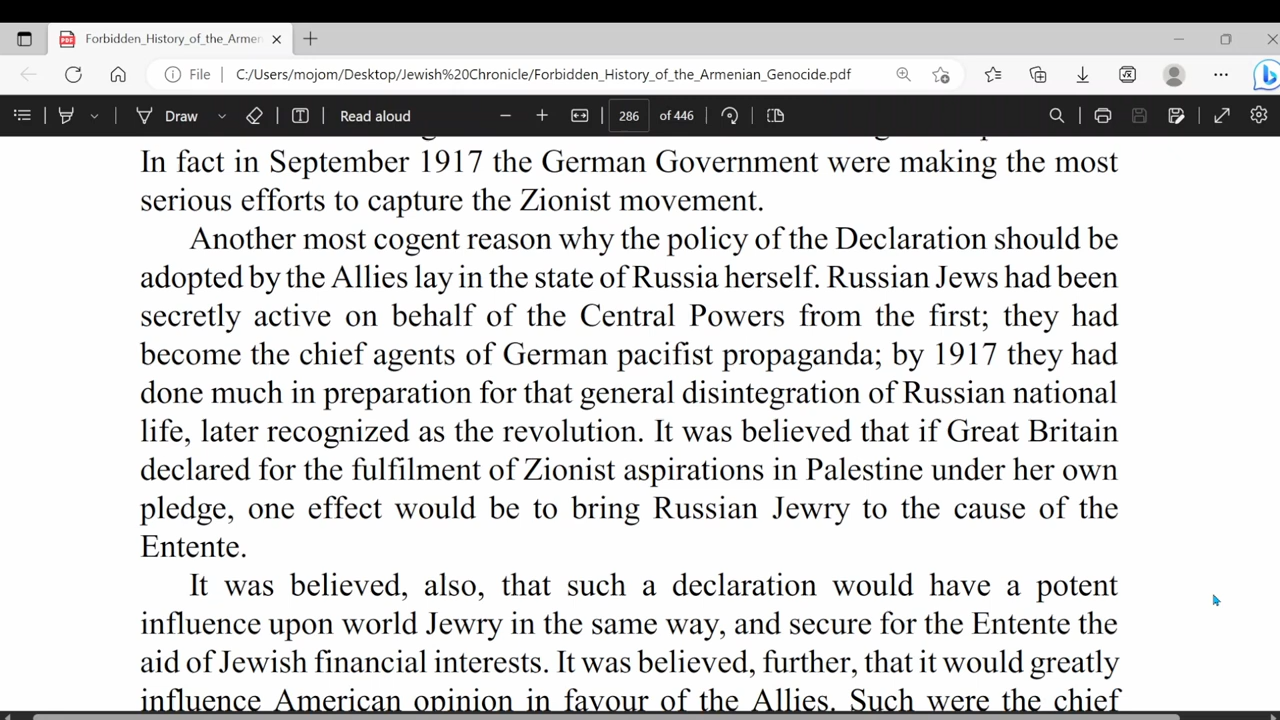 Forbidden_History_of_the_Armen
File
C:/Users/mojom/Desktop/Jewish%20Chronicle/Forbidden_History_of_the_Armenian_Genocide.pdf
Draw
Read aloud
286 of 446
In fact in September 1917 the German Government were making the most
serious efforts to capture the Zionist movement.
Another most cogent reason why the policy of the Declaration should be
adopted by the Allies lay in the state of Russia herself. Russian Jews had been
secretly active on behalf of the Central Powers from the first; they had
become the chief agents of German pacifist propaganda; by 1917 they had
done much in preparation for that general disintegration of Russian national
life, later recognized as the revolution. It was believed that if Great Britain
declared for the fulfilment of Zionist aspirations in Palestine under her own
pledge, one effect would be to bring Russian Jewry to the cause of the
Entente.
It was believed, also, that such a declaration would have a potent
influence upon world Jewry in the same way, and secure for the Entente the
aid of Jewish financial interests. It was believed, further, that it would greatly
influence American opinion in favour of the Allies. Such were the chief